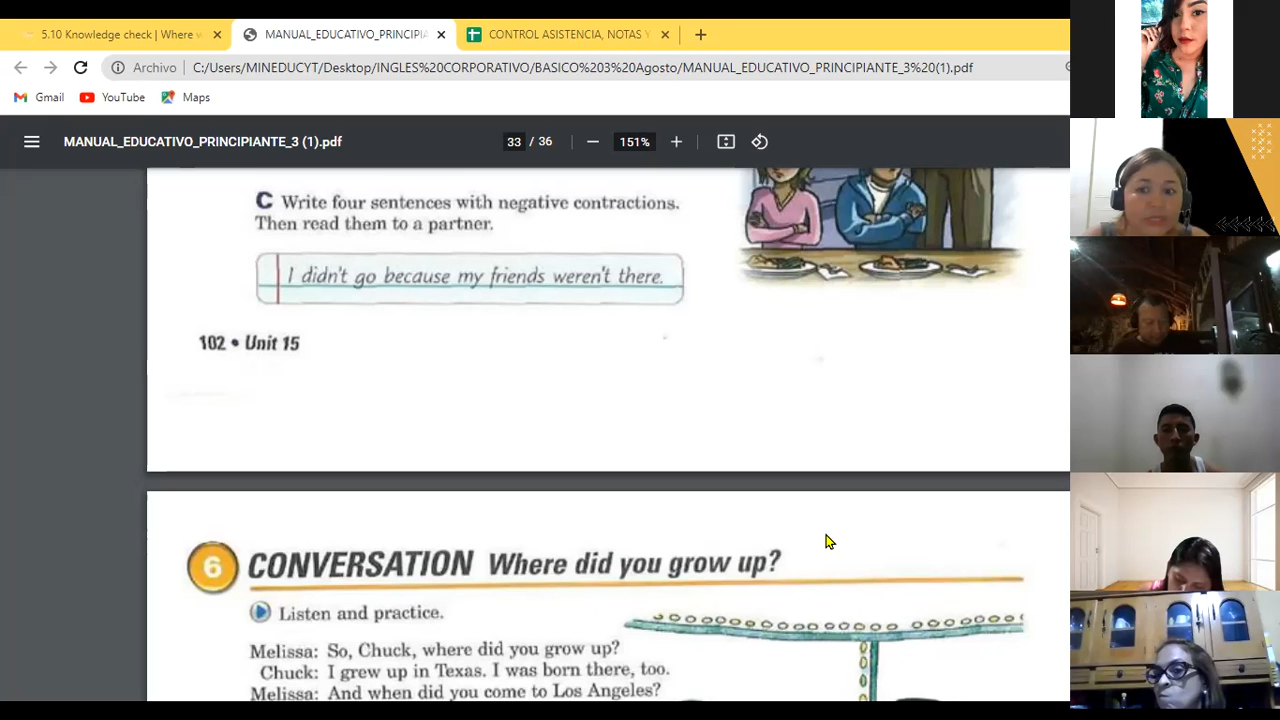 5.10 Knowledge check | Where w
MANUAL_EDUCATIVO_PRINCIPIA
CONTROL ASISTENCIA, NOTAS Y
Archivo
C:/Users/MINEDUCYT/Desktop/INGLES%20CORPORATIVO/BASICO%203%20Agosto/MANUAL_EDUCATIVO_PRINCIPIANTE_3%20(1).pdf
Gmail
YouTube
Maps
MANUAL_EDUCATIVO_PRINCIPIANTE_3 (1).pdf
33 / 36
151%
C Write four sentences with negative contractions.
Then read them to a partner.
I didn't go because my friends weren't there.
102 • Unit 15
6 CONVERSATION Where did you grow up?
Listen and practice.
Melissa: So, Chuck, where did you grow up?
Chuck: I grew up in Texas. I was born there, too.
Melissa: And when did you come to Los Angeles?